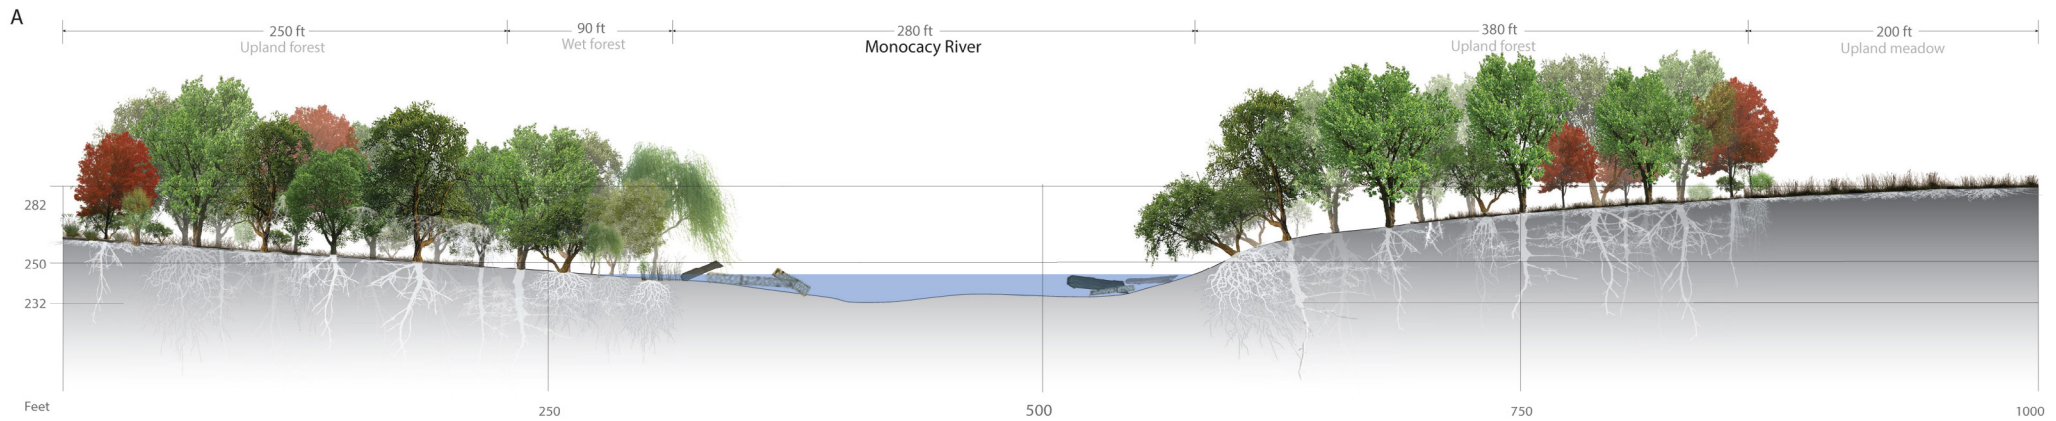 A
250 ft
Upland forest
90 ft
Wet forest
280 ft
Monocacy River
380 ft
Upland forest
200 ft
Upland meadow
282
250
232
Feet
250
500
750
1000